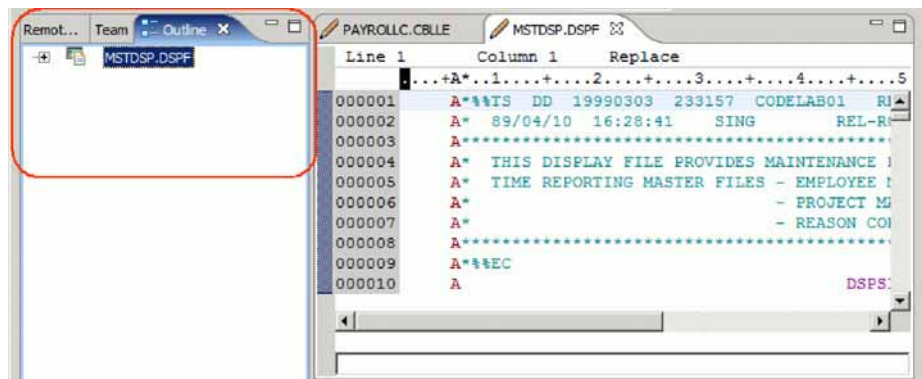 Remot... Team Outline
MSTDSP.DSPF
PAYROLLC.CBLLE MSTDSP.DSPF
Line 1 Column 1 Replace
....+A*..1....+....2....+....3....+....4....+....5
000001 A*%%TS DD 19990303 233157 CODELAB01
000002 A* 89/04/10 16:28:41 SING
000003 A*********************************************
000004 A* THIS DISPLAY FILE PROVIDES MAINTENANCE
000005 A* TIME REPORTING MASTER FILES - EMPLOYEE
000006 A* - PROJECT
000007 A* - REASON
000008 A*********************************************
000009 A*%%EC
000010 A